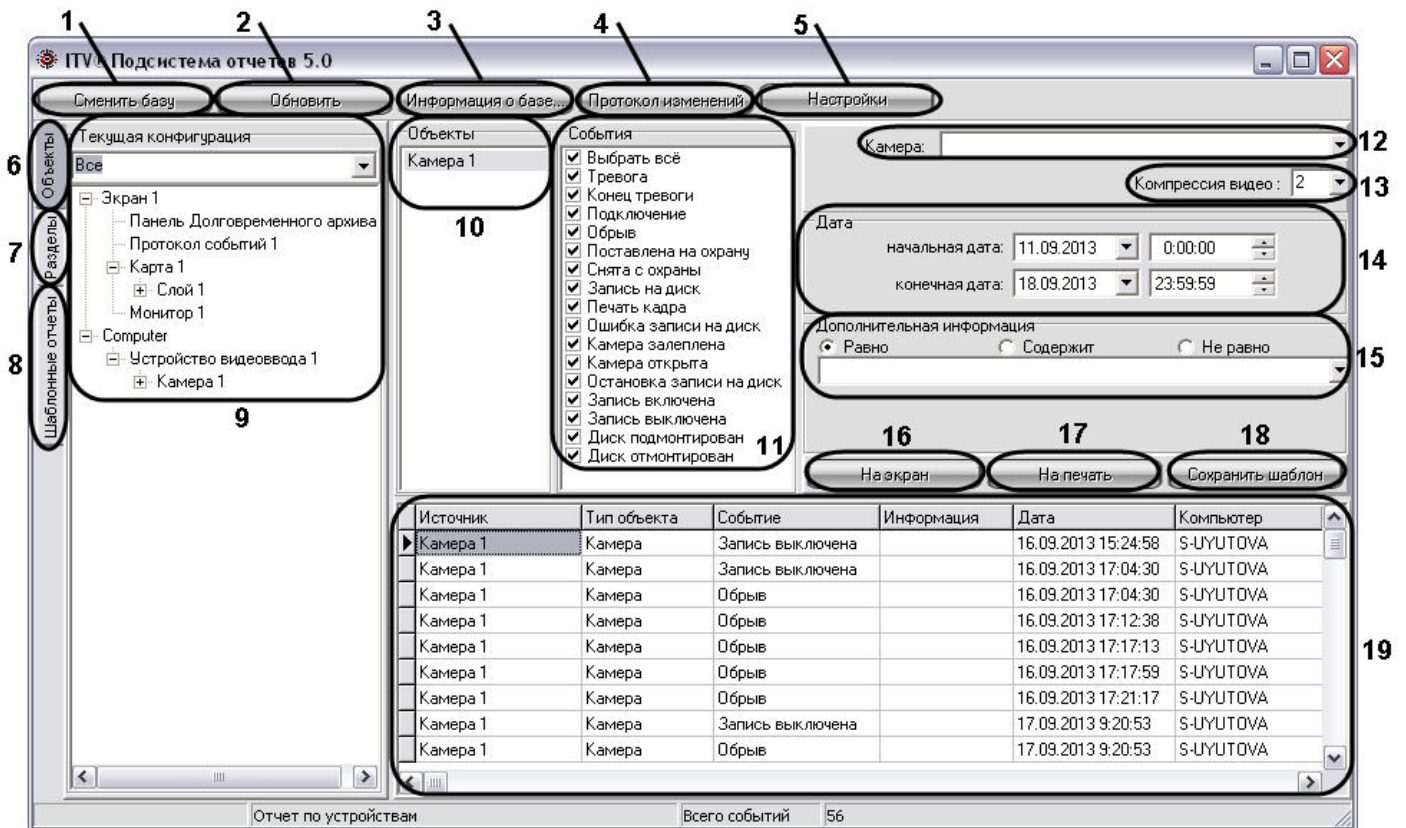 1 2 3 4 5
ITV® Подсистема отчетов 5.0
Сменить базу Обновить Информация о базе... Протокол изменений Настройки
6 7 8
Объекты
Разделы
Шаблонные отчеты
Текущая конфигурация
Все
Экран 1
Панель Долговременного архива
Протокол событий 1
Карта 1
Слой 1
Монитор 1
Computer
Устройство видеоввода 1
Камера 1
9
Объекты
Камера 1
10
События
Выбрать всё
Тревога
Конец тревоги
Подключение
Обрыв
Поставлена на охрану
Снята с охраны
Запись на диск
Печать кадра
Ошибка записи на диск
Камера залеплена
Камера открыта
Остановка записи на диск
Запись включена
Запись выключена
Диск подмонтирован
Диск отмонтирован
11
Камера: 12
Компрессия видео : 2 13
Дата
начальная дата: 11.09.2013 0:00:00
14
конечная дата: 18.09.2013 23:59:59
Дополнительная информация
Равно Содержит Не равно
15
16 17 18
На экран На печать Сохранить шаблон
Источник Тип объекта Событие Информация Дата Компьютер
Камера 1 Камера Запись выключена 16.09.2013 15:24:58 S-UYUTOVA
Камера 1 Камера Запись выключена 16.09.2013 17:04:30 S-UYUTOVA
Камера 1 Камера Обрыв 16.09.2013 17:04:30 S-UYUTOVA
Камера 1 Камера Обрыв 16.09.2013 17:12:38 S-UYUTOVA
Камера 1 Камера Обрыв 16.09.2013 17:17:13 S-UYUTOVA
Камера 1 Камера Обрыв 16.09.2013 17:17:59 S-UYUTOVA
Камера 1 Камера Обрыв 16.09.2013 17:21:17 S-UYUTOVA
Камера 1 Камера Запись выключена 17.09.2013 9:20:53 S-UYUTOVA
Камера 1 Камера Обрыв 17.09.2013 9:20:53 S-UYUTOVA
19
Отчет по устройствам Всего событий 56